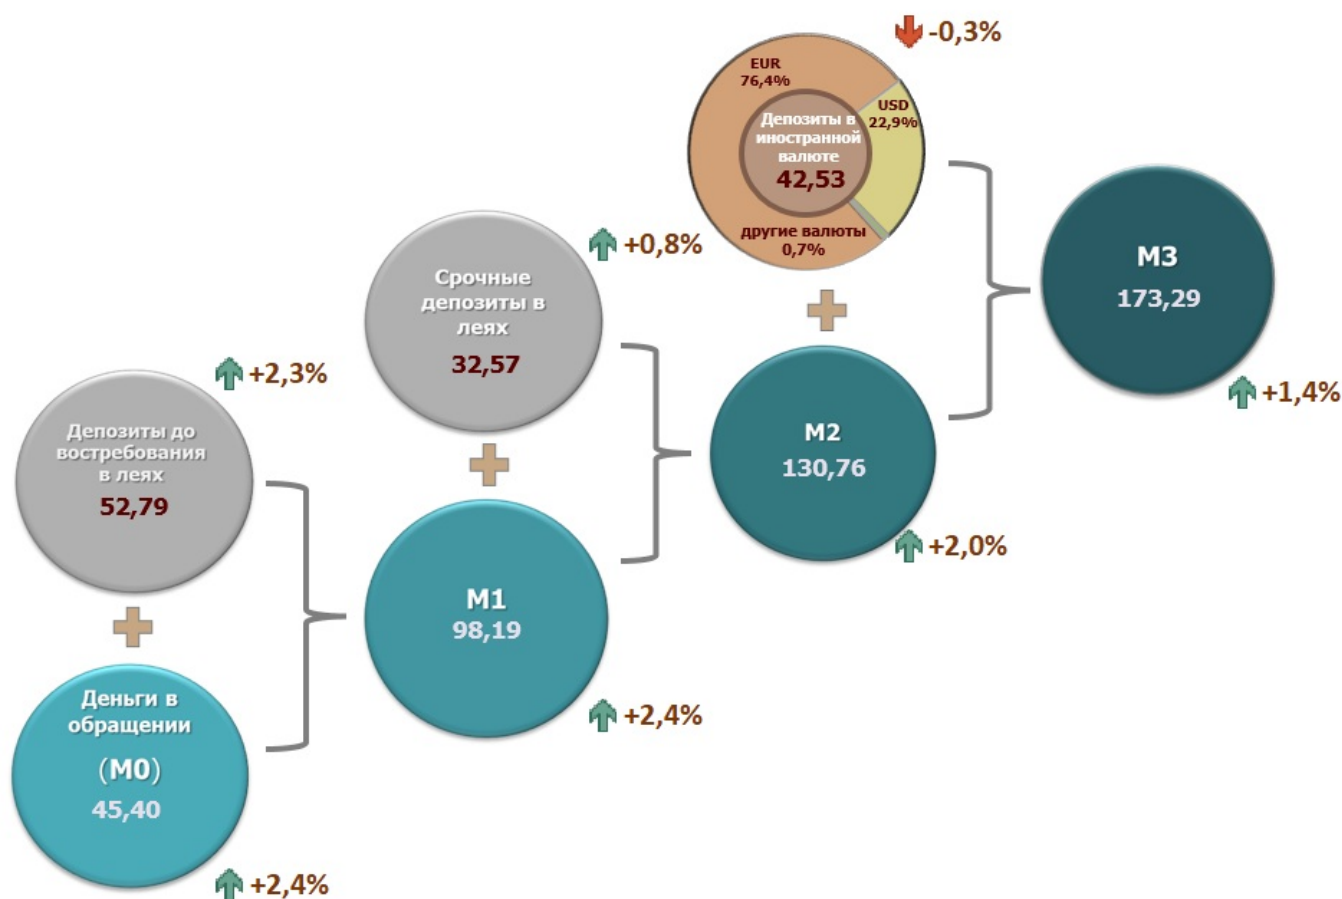 -0,3%
EUR
76,4%
USD
22,9%
Депозиты в
иностранной
валюте
42,53
другие валюты
0,7%
M3
173,29
+1,4%
+0,8%
Срочные
депозиты в
леях
32,57
M2
130,76
+2,0%
+2,3%
Депозиты до
востребования
в леях
52,79
M1
98,19
+2,4%
Деньги в
обращении
(M0)
45,40
+2,4%